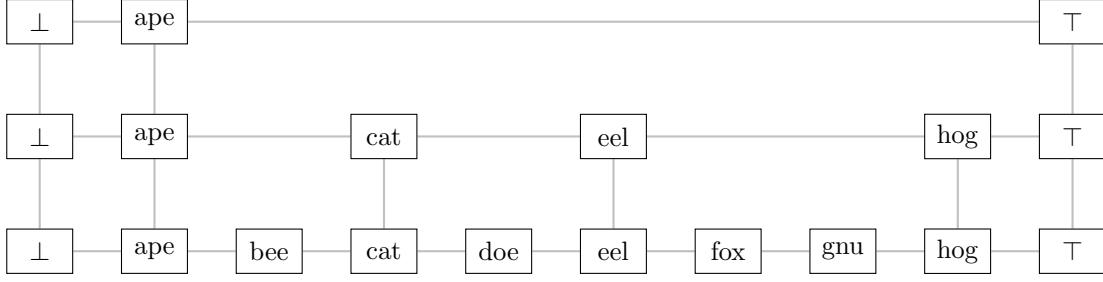 ⊥ ape ⊤
⊥ ape cat eel hog ⊤
⊥ ape bee cat doe eel fox gnu hog ⊤